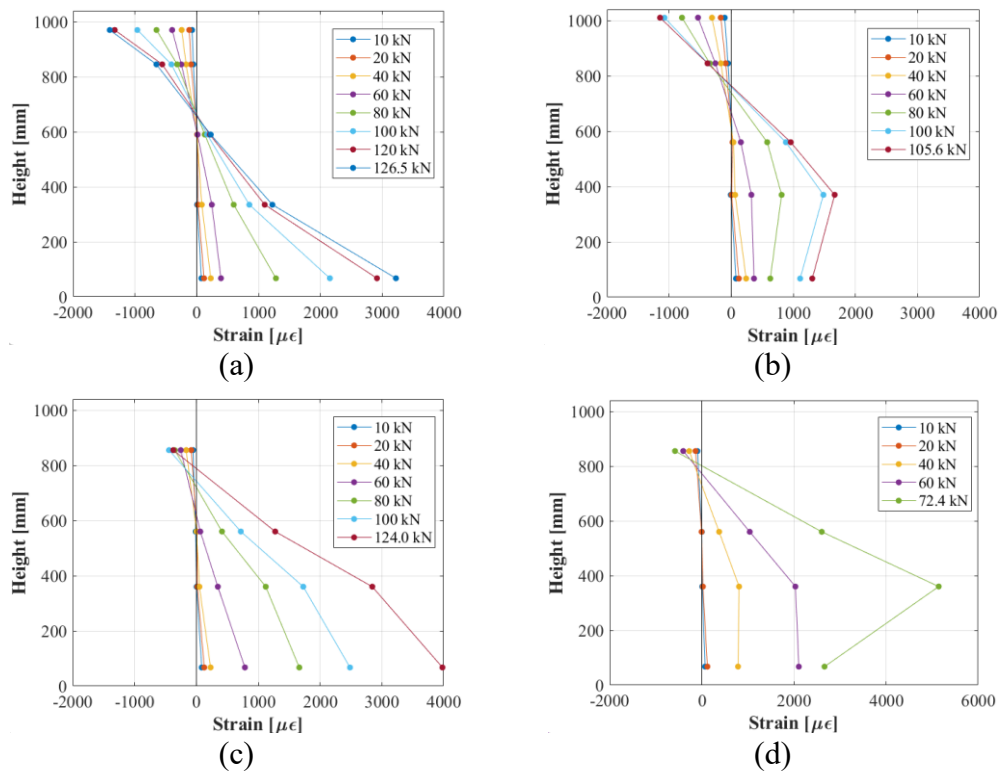 1000
800
600
400
200
0
Height [mm]
-2000 -1000 0 1000 2000 3000 4000
Strain [µϵ]
10 kN
20 kN
40 kN
60 kN
80 kN
100 kN
120 kN
126.5 kN
(a)
1000
800
600
400
200
0
Height [mm]
-2000 -1000 0 1000 2000 3000 4000
Strain [µϵ]
10 kN
20 kN
40 kN
60 kN
80 kN
100 kN
105.6 kN
(b)
1000
800
600
400
200
0
Height [mm]
-2000 -1000 0 1000 2000 3000 4000
Strain [µϵ]
10 kN
20 kN
40 kN
60 kN
80 kN
100 kN
124.0 kN
(c)
1000
800
600
400
200
0
Height [mm]
-2000 0 2000 4000 6000
Strain [µϵ]
10 kN
20 kN
40 kN
60 kN
72.4 kN
(d)